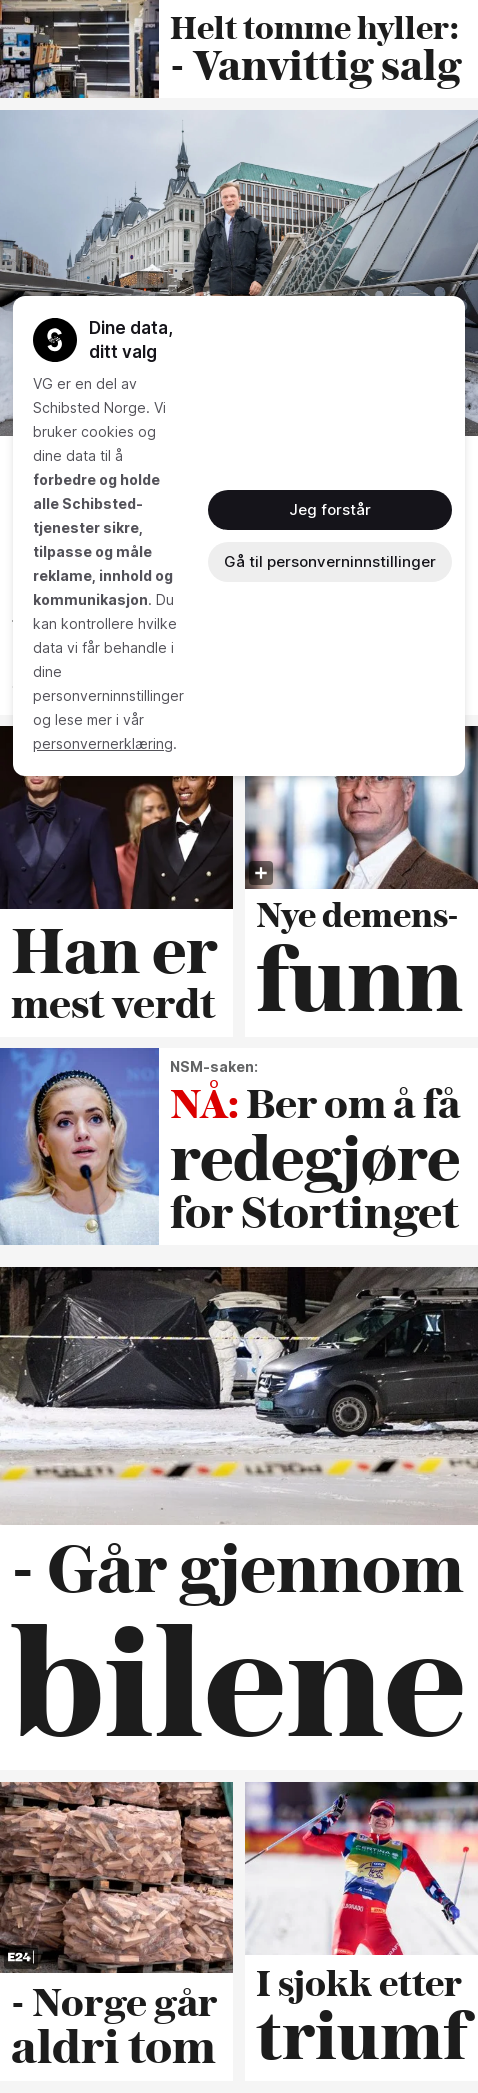 Helt tomme hyller:
- Vanvittig salg
Dine data,
ditt valg
VG er en del av
Schibsted Norge. Vi
bruker cookies og
dine data til å
forbedre og holde
alle Schibsted-
tjenester sikre,
tilpasse og måle
reklame, innhold og
kommunikasjon. Du
kan kontrollere hvilke
data vi får behandle i
dine
personverninnstillinger
og lese mer i vår
personvernerklæring.
Jeg forstår
Gå til personverninnstillinger
Han er
mest verdt
Nye demens-
funn
NSM-saken:
NÅ: Ber om å få
redegjøre
for Stortinget
POLITI
POLITI
- Går gjennom
bilene
E24
- Norge går
aldri tom
I sjokk etter
triumf